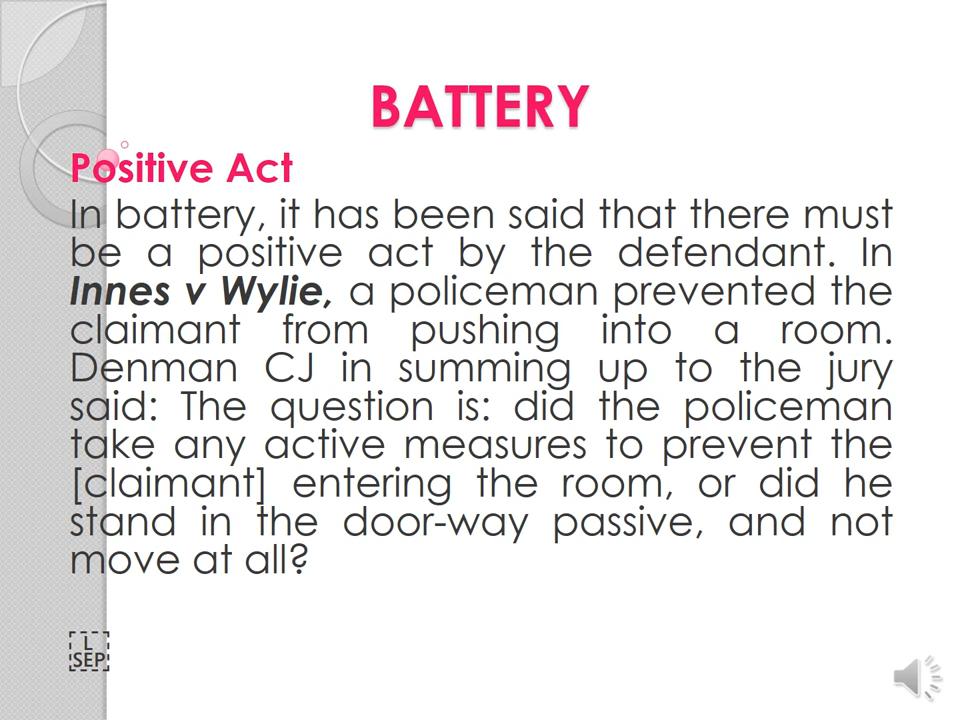 BATTERY
Positive Act
In battery, it has been said that there must
be a positive act by the defendant. In
Innes v Wylie, a policeman prevented the
claimant from pushing into a room.
Denman CJ in summing up to the jury
said: The question is: did the policeman
take any active measures to prevent the
[claimant] entering the room, or did he
stand in the door-way passive, and not
move at all?
L
SEP